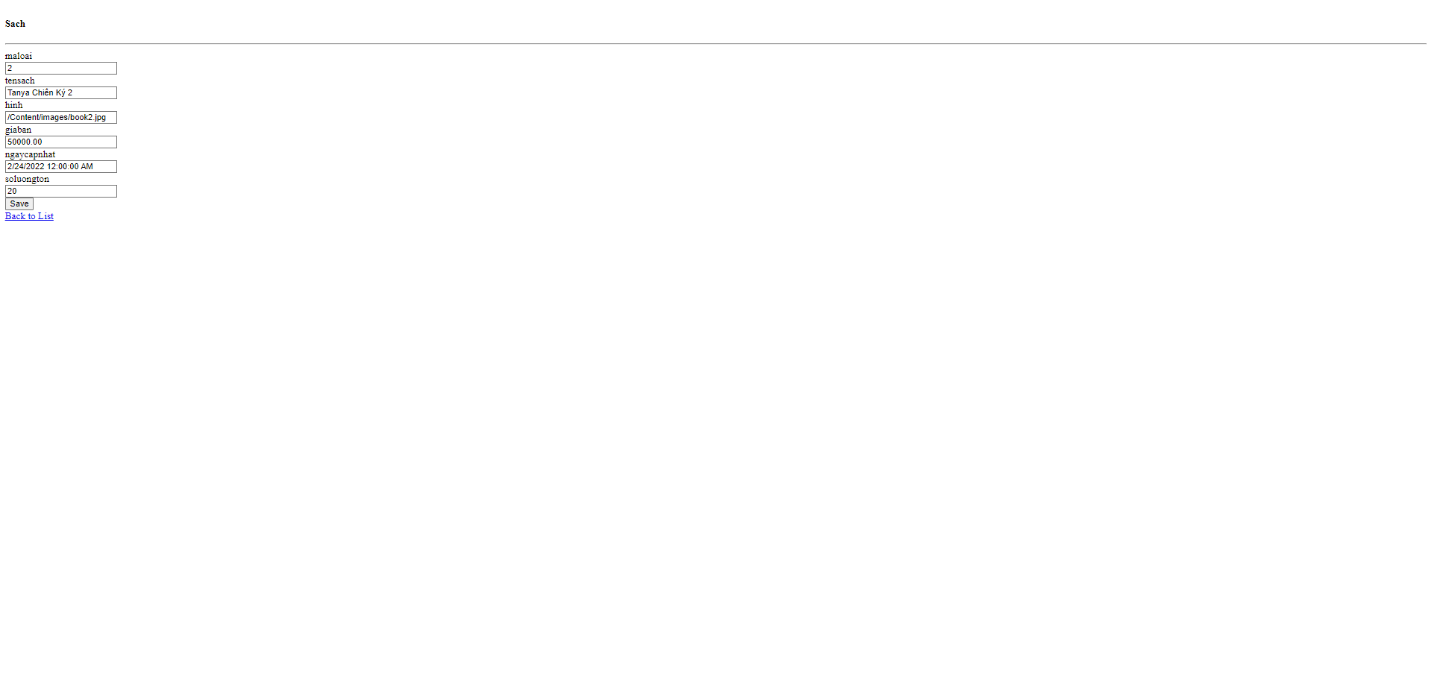 Sach
maloai
2
tensach
Tanya Chiến Ký 2
hinh
/Content/images/book2.jpg
giaban
50000.00
ngaycapnhat
2/24/2022 12:00:00 AM
soluongton
20
Save
Back to List